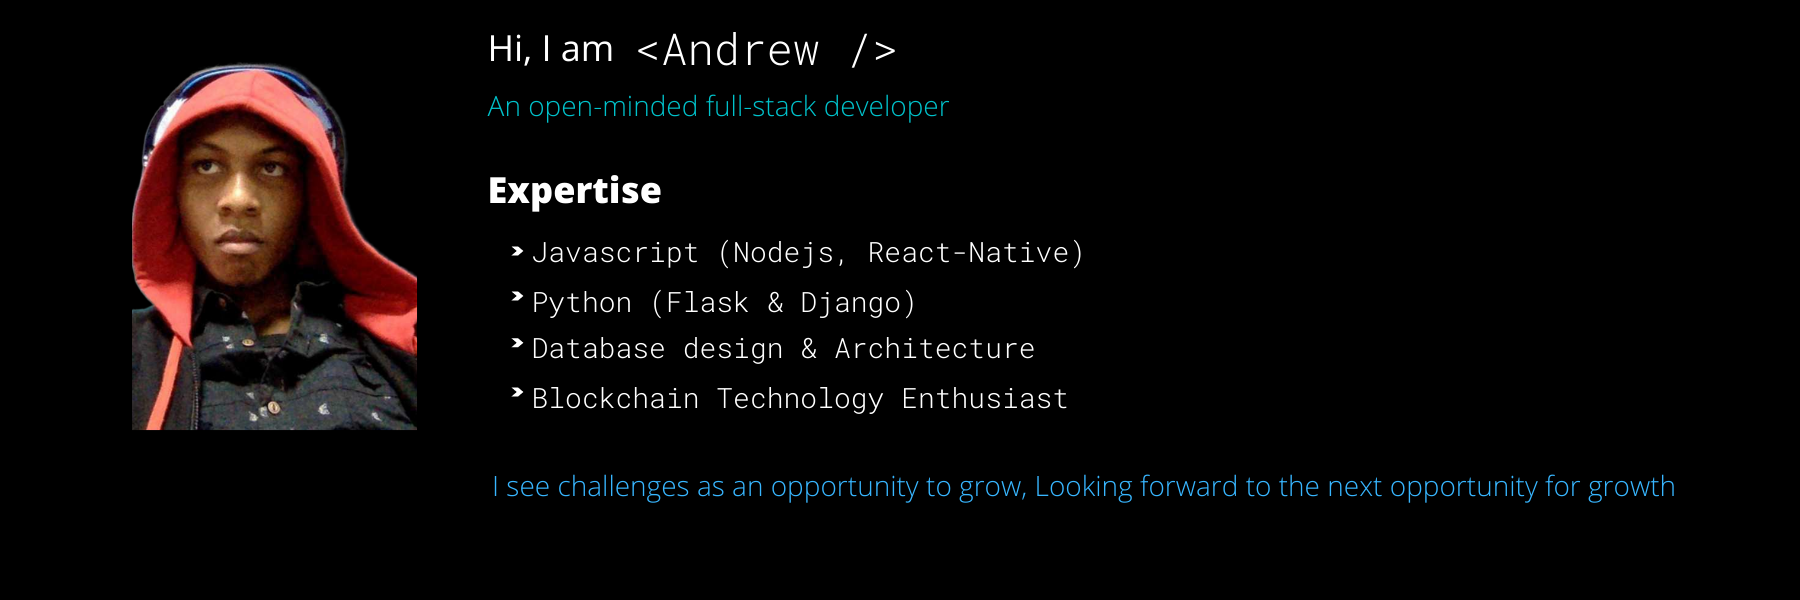 Hi, I am <Andrew />
An open-minded full-stack developer
Expertise
Javascript (Nodejs, React-Native)
Python (Flask & Django)
Database design & Architecture
Blockchain Technology Enthusiast
I see challenges as an opportunity to grow, Looking forward to the next opportunity for growth